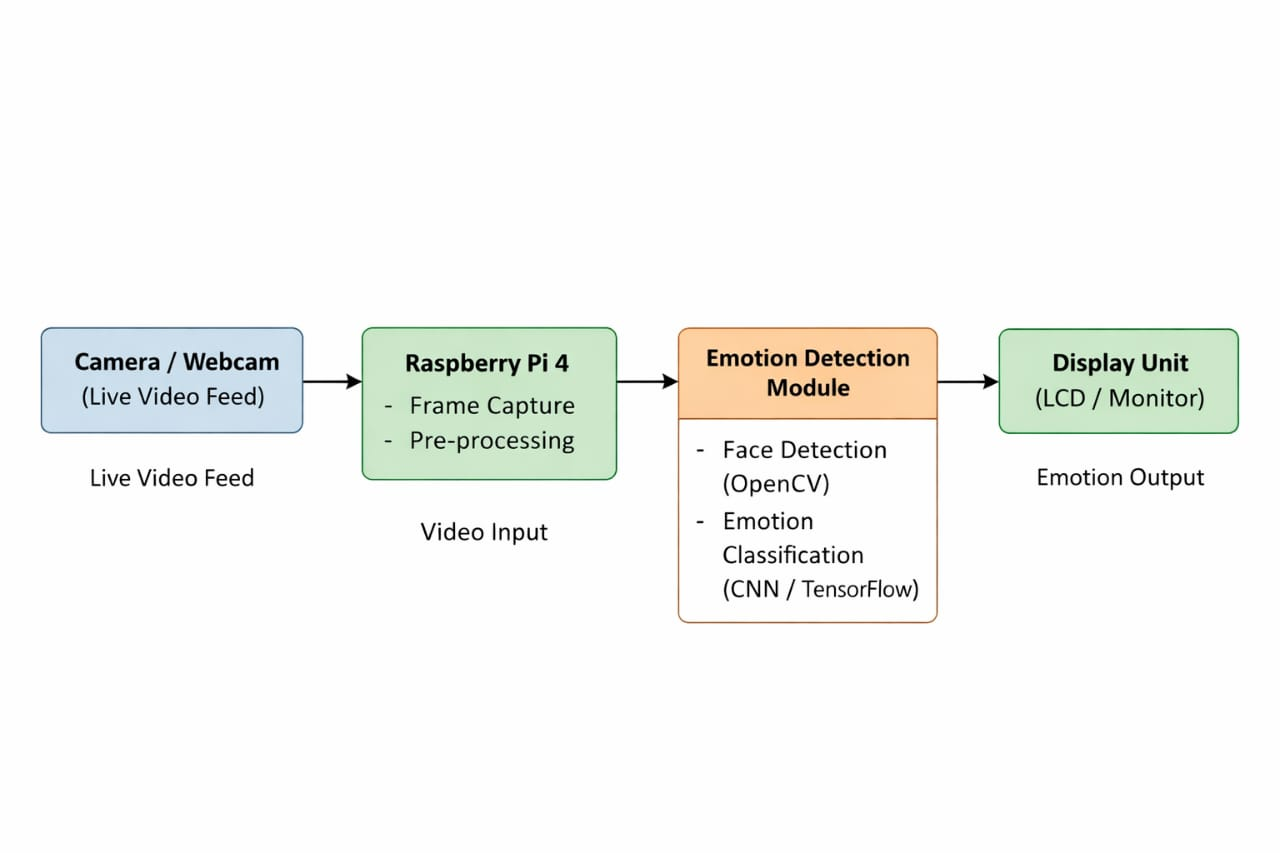 Camera / Webcam
(Live Video Feed)
Live Video Feed
Raspberry Pi 4
- Frame Capture
- Pre-processing
Video Input
Emotion Detection
Module
- Face Detection
(OpenCV)
- Emotion
Classification
(CNN / TensorFlow)
Display Unit
(LCD / Monitor)
Emotion Output